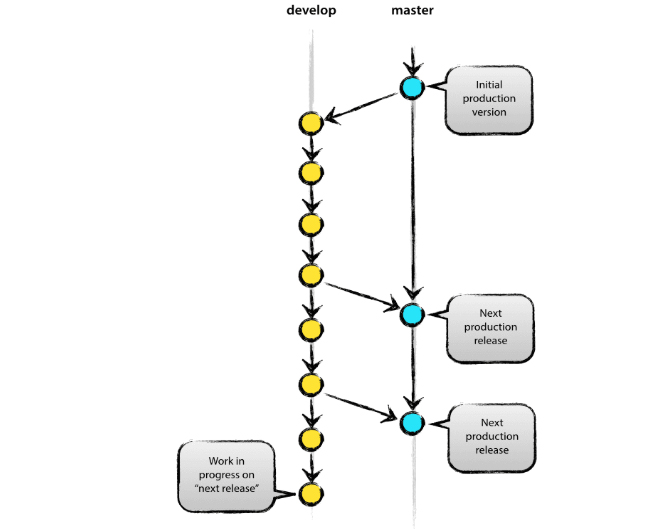 develop
master
Initial
production
version
Next
production
release
Next
production
release
Work in
progress on
“next release”